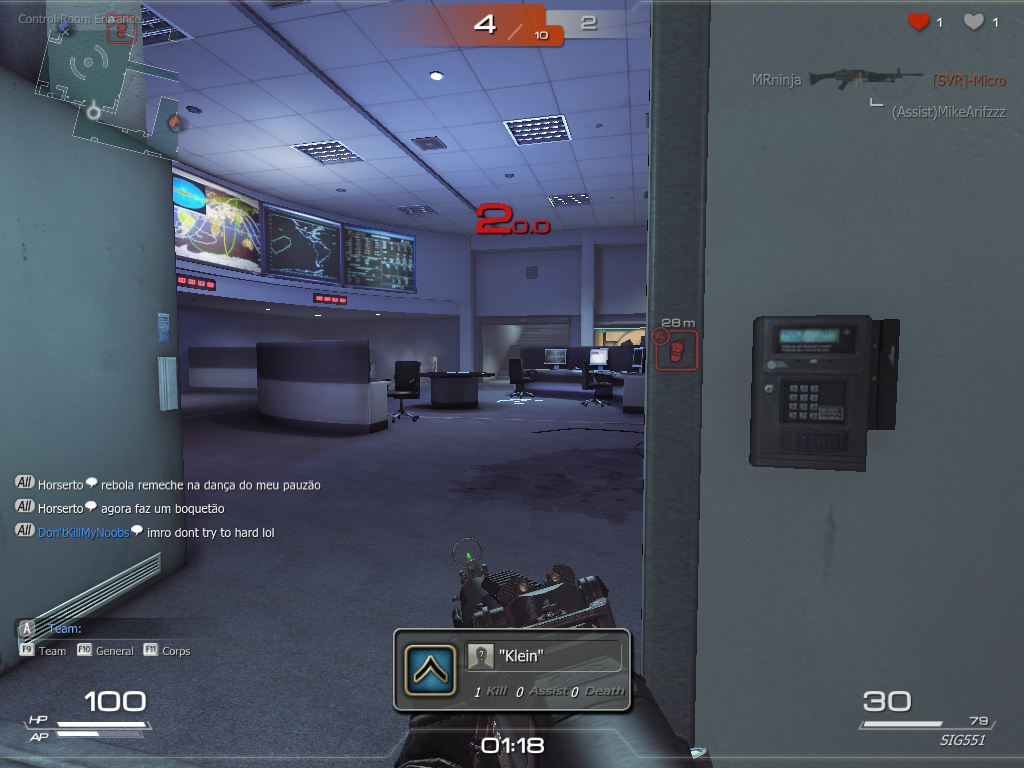 Control Room Entrance
4 / 10
2
1
1
MRninja [SVR]-Micro
(Assist)MikeArifzzz
20.0
28m
All Horserto rebola remeche na dança do meu pauzão
All Horserto agora faz um boquetão
All Don'tKillMyNoobs imro dont try to hard lol
A Team:
F9 Team F10 General F11 Corps
"Klein"
1 Kill 0 Assist 0 Death
100
HP
AP
01:18
30
79
SIG551